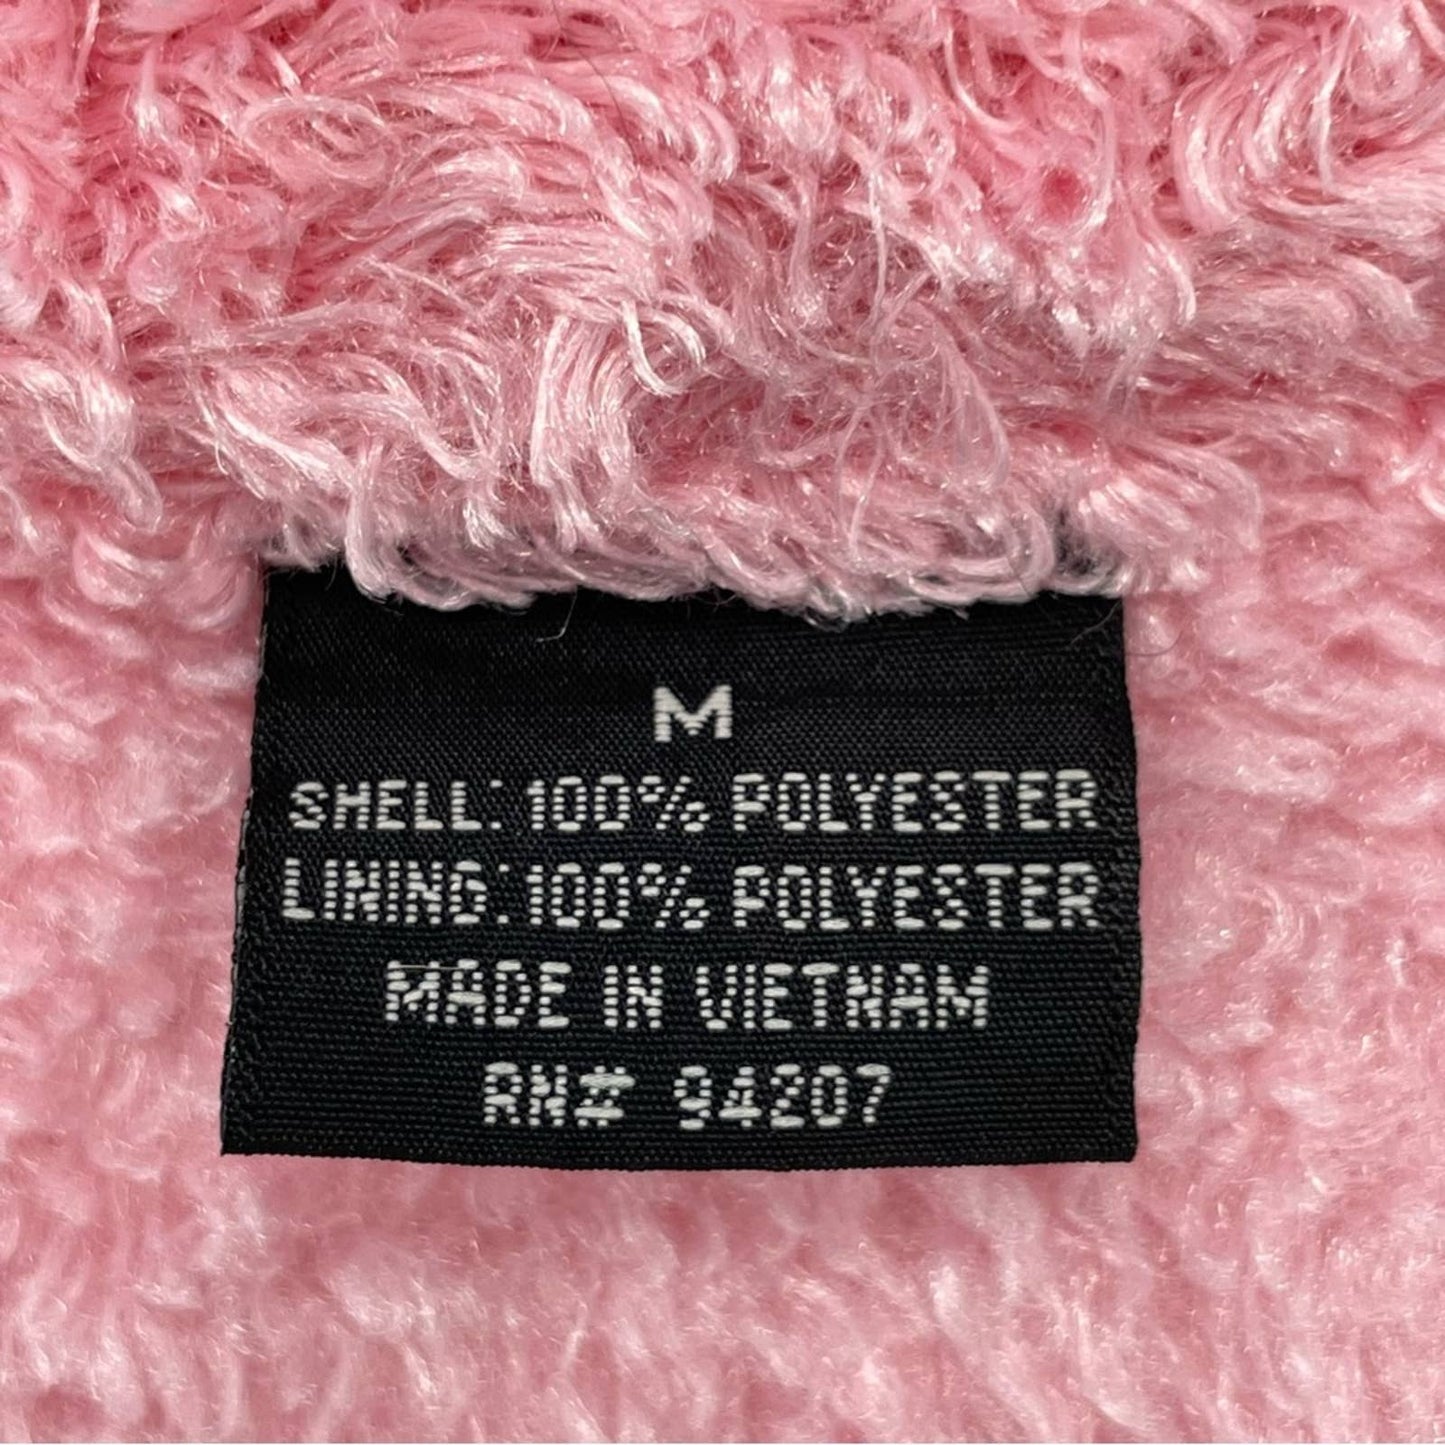 M
SHELL: 100% POLYESTER
LINING: 100% POLYESTER
MADE IN VIETNAM
RN# 94207